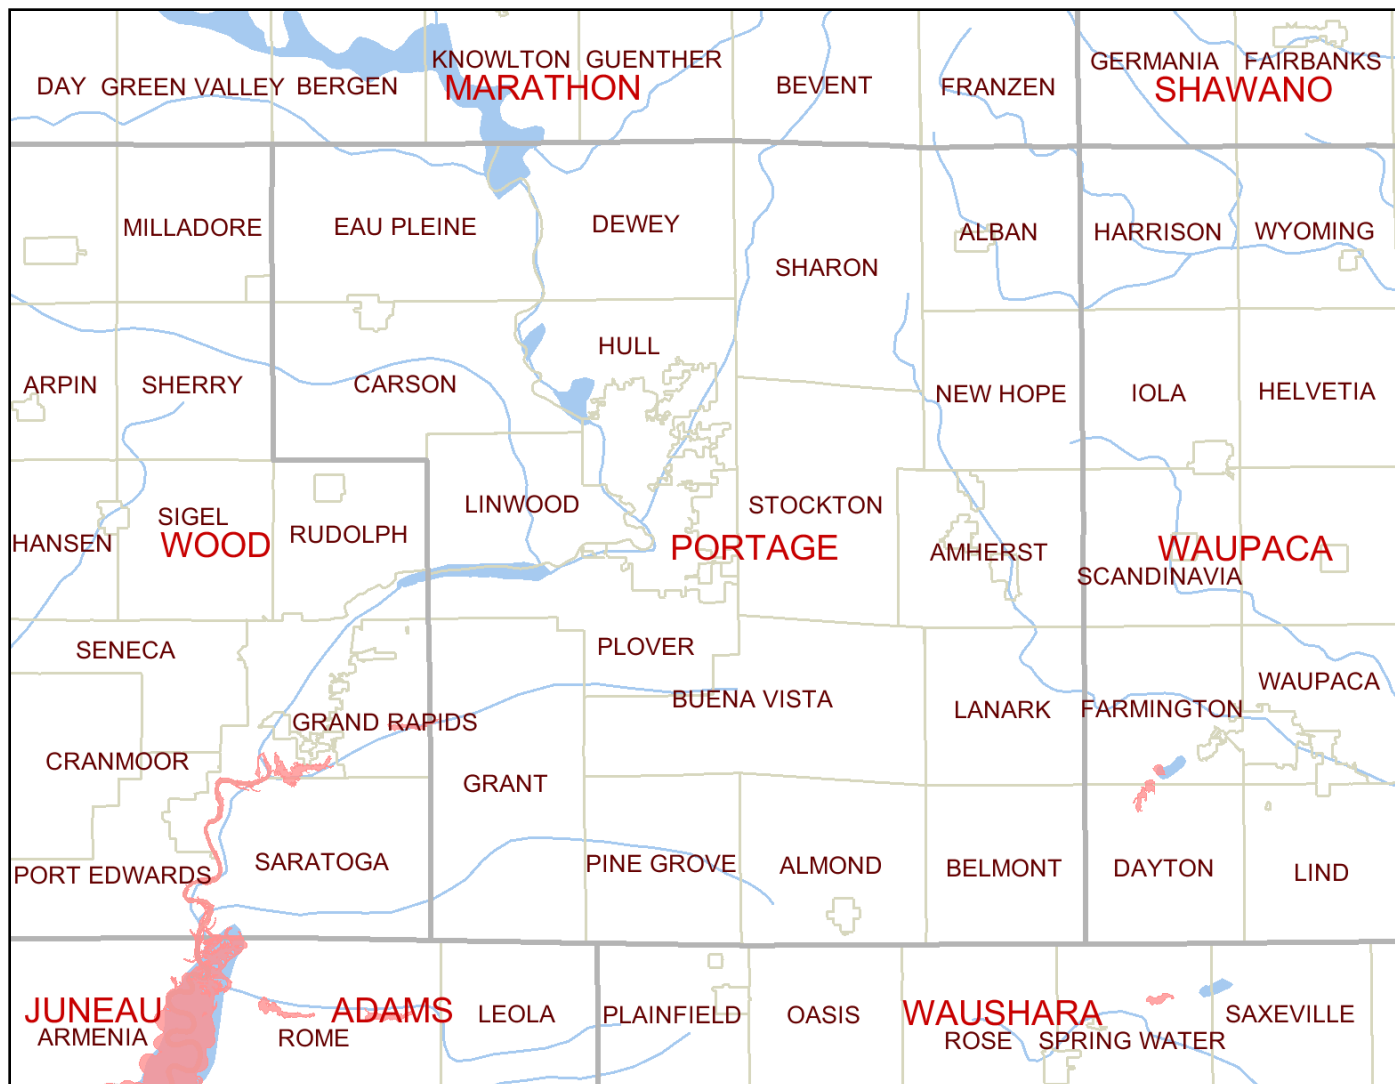 KNOWLTON GUENTHER
GERMANIA FAIRBANKS
DAY GREEN VALLEY BERGEN
MARATHON
BEVENT
FRANZEN
SHAWANO
MILLADORE
EAU PLEINE
DEWEY
ALBAN
HARRISON
WYOMING
SHARON
HULL
ARPIN
SHERRY
CARSON
NEW HOPE
IOLA
HELVETIA
LINWOOD
STOCKTON
SIGEL
RUDOLPH
HANSEN
WOOD
PORTAGE
AMHERST
WAUPACA
SCANDINAVIA
SENECA
PLOVER
WAUPACA
BUENA VISTA
LANARK
FARMINGTON
GRAND RAPIDS
CRANMOOR
GRANT
SARATOGA
PINE GROVE
ALMOND
BELMONT
DAYTON
LIND
PORT EDWARDS
JUNEAU
ADAMS
LEOLA
PLAINFIELD
OASIS
WAUSHARA
SAXEVILLE
ARMENIA
ROME
ROSE
SPRING WATER